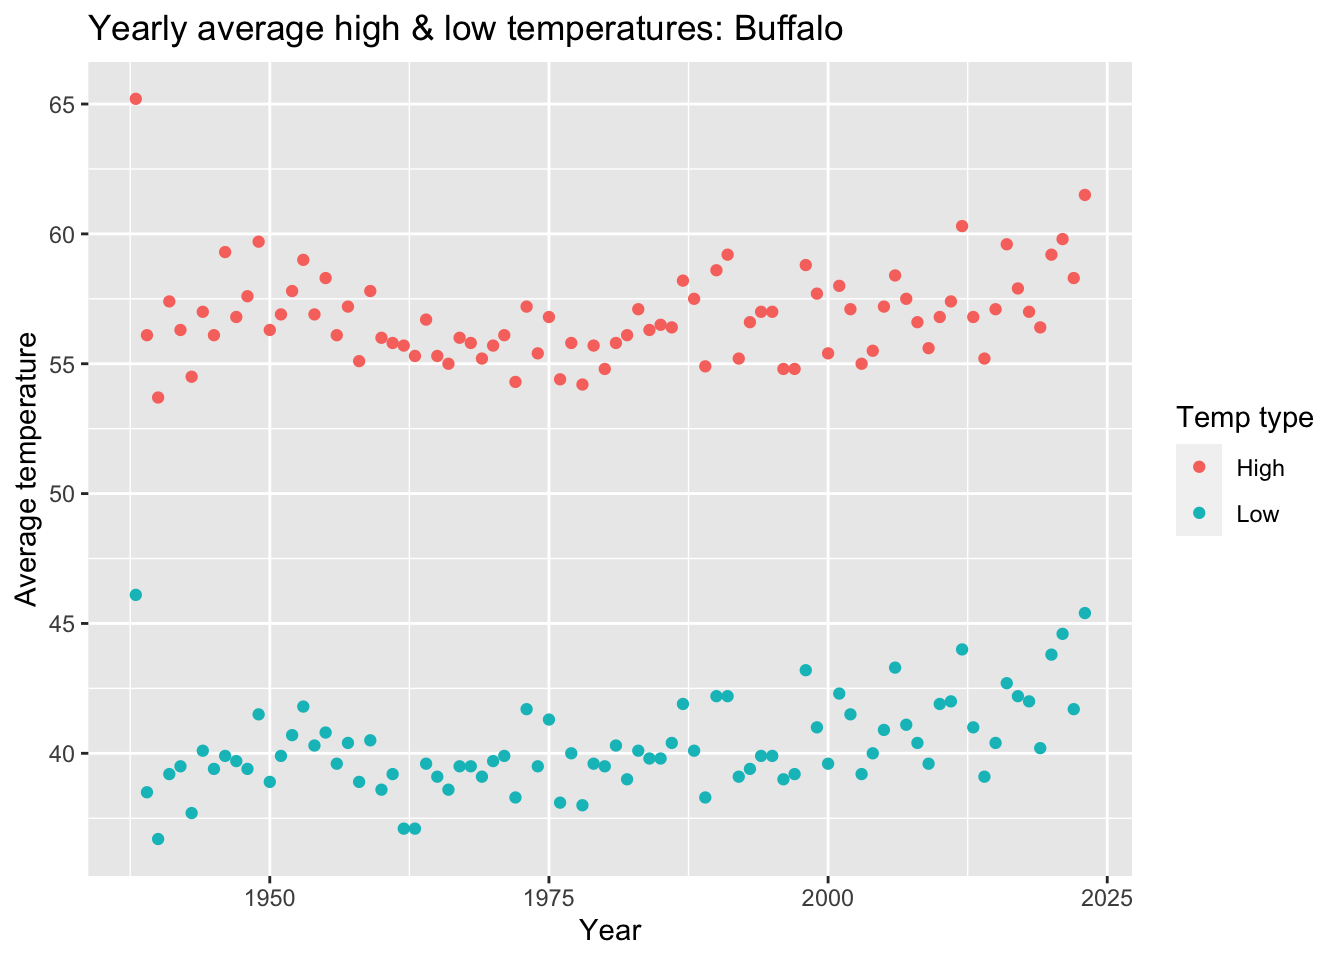 Yearly average high & low temperatures: Buffalo
65
60
55
50
45
40
Average temperature
1950
1975
2000
2025
Year
Temp type
High
Low